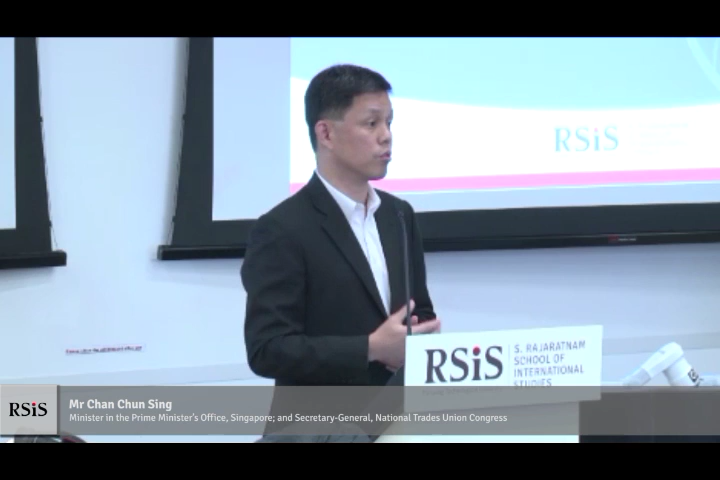 RSiS
RSiS
S. RAJARATNAM
SCHOOL OF
INTERNATIONAL
STUDIES
RSiS
Mr Chan Chun Sing
Minister in the Prime Minister's Office, Singapore; and Secretary-General, National Trades Union Congress